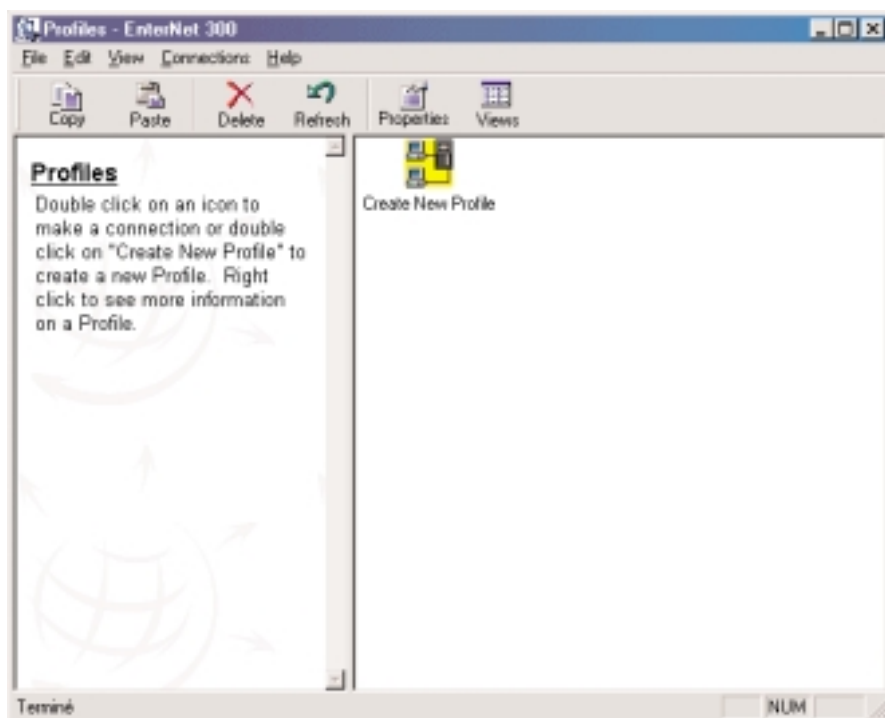 Profiles - EnterNet 300
File Edit View Connections Help
Copy Paste Delete Refresh Properties Views
Profiles
Double click on an icon to
make a connection or double
click on "Create New Profile" to
create a new Profile. Right
click to see more information
on a Profile.
Create New Profile
Terminé NUM